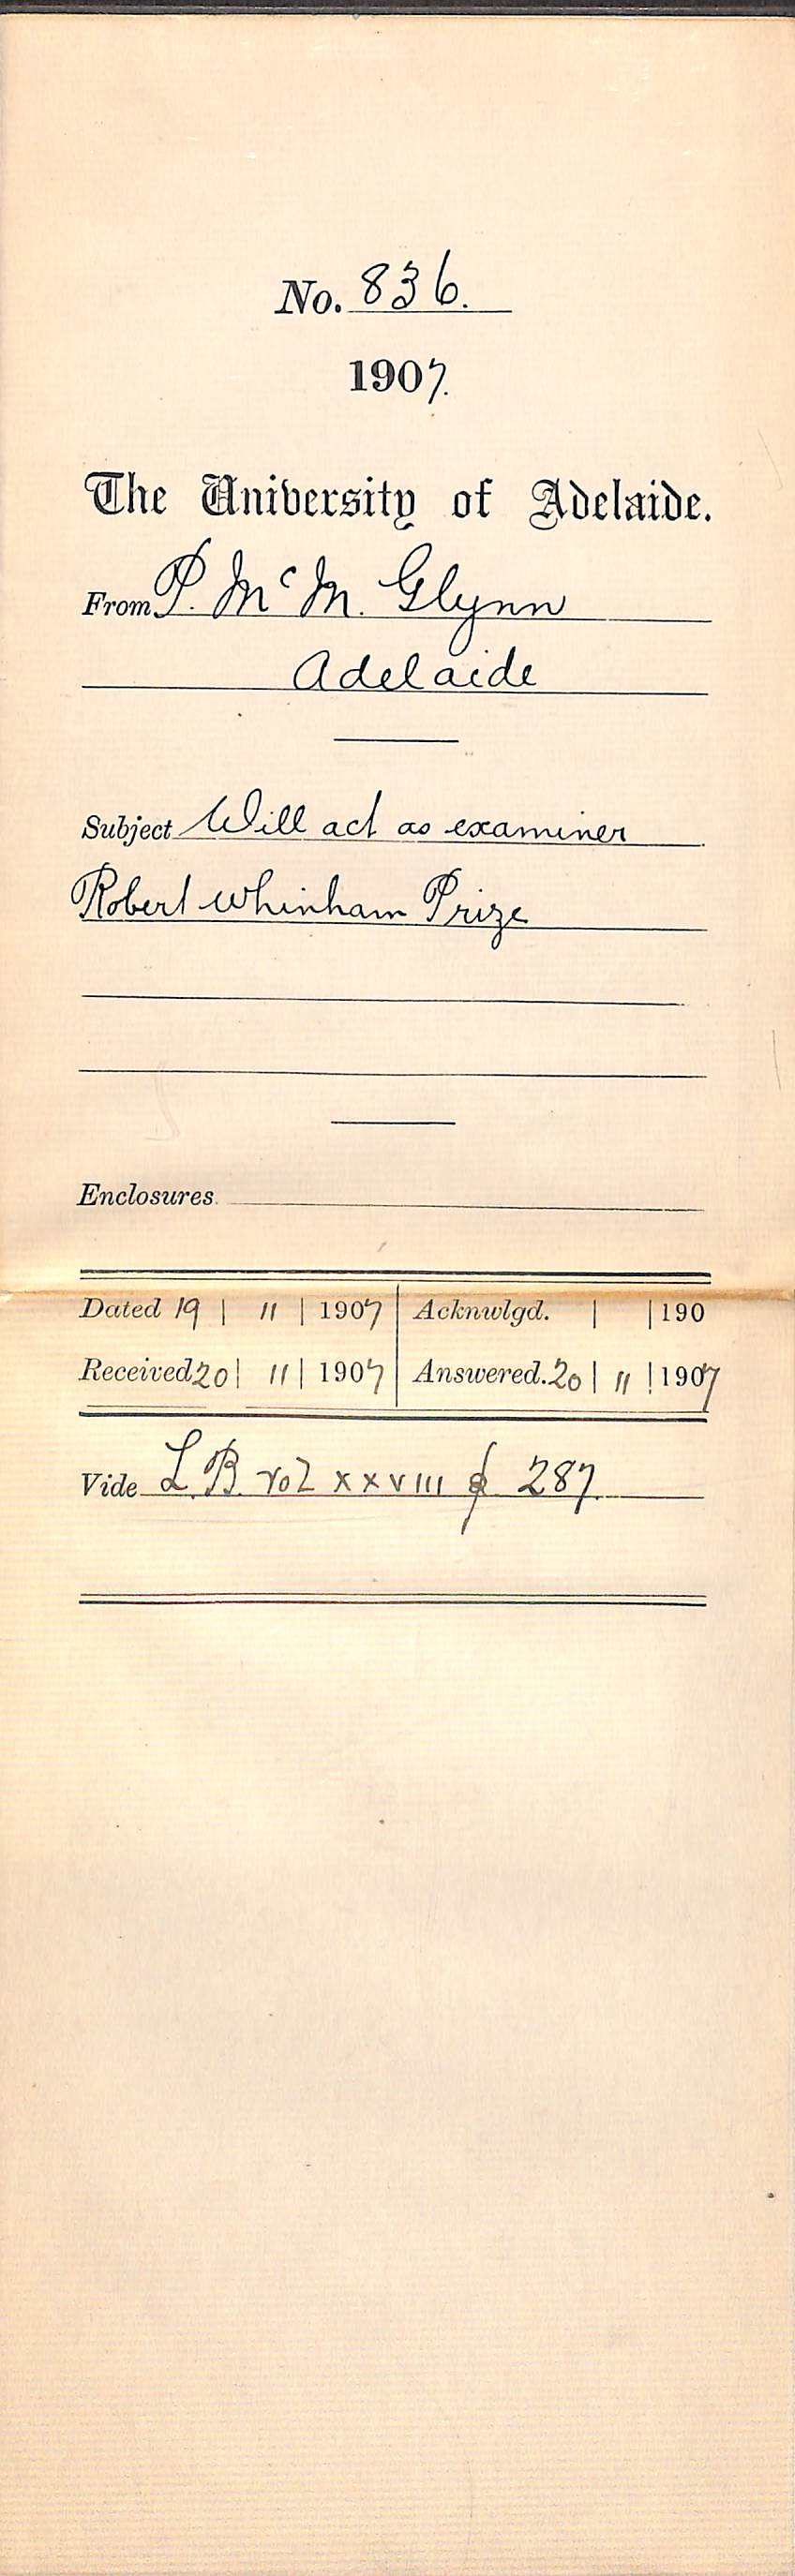 No. 836.
1907.
The University of Adelaide.
From P. McM. Glynn
Adelaide
Subject Will act as examiner
Robert Whinham Prize
Enclosures
Dated 19 | 11 | 1907 | Acknwlgd. | | 190
Received 20 | 11 | 1907 | Answered. 20 | 11 | 1907
Vide L.B. vol xxviii p 287.